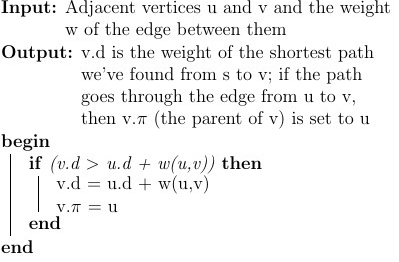 Input: Adjacent vertices u and v and the weight
w of the edge between them
Output: v.d is the weight of the shortest path
we've found from s to v; if the path
goes through the edge from u to v,
then v.π (the parent of v) is set to u
begin
if (v.d > u.d + w(u,v)) then
v.d = u.d + w(u,v)
v.π = u
end
end